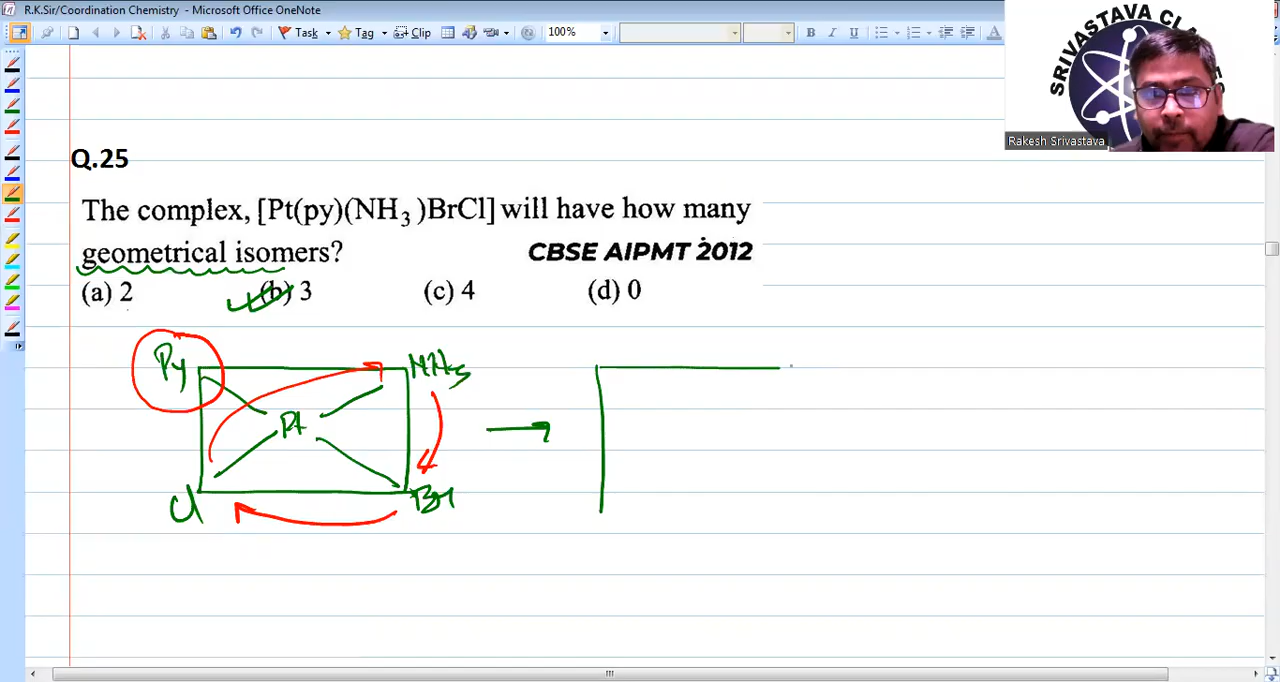 R.K.Sir/Coordination Chemistry - Microsoft Office OneNote
Task
Tag
Clip
100%
B I U
A
SRIVASTAVA CL
Rakesh Srivastava
Q.25
The complex, [Pt(py)(NH3)BrCl] will have how many
geometrical isomers?
CBSE AIPMT 2012
(a) 2 (b) 3 (c) 4 (d) 0
Py NH3
Pt
Cl Br